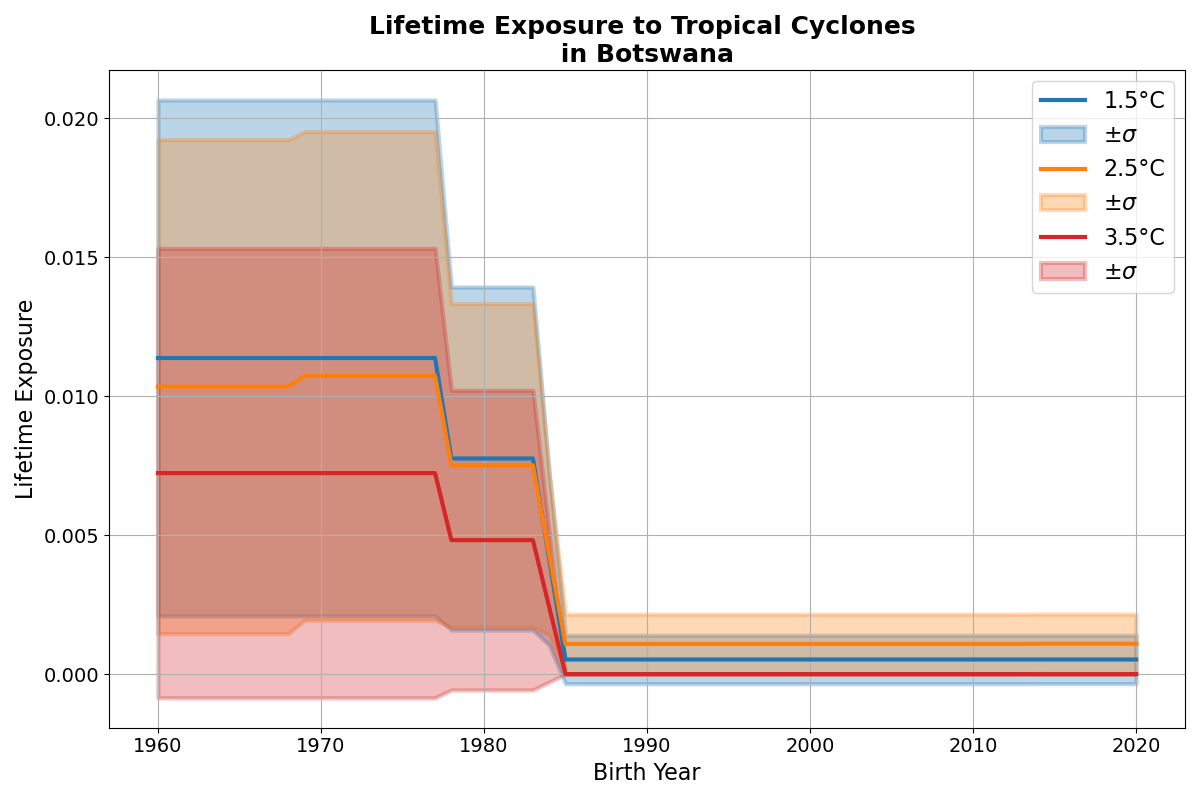 Lifetime Exposure to Tropical Cyclones
in Botswana
Lifetime Exposure
0.020
0.015
0.010
0.005
0.000
1960
1970
1980
1990
2000
2010
2020
Birth Year
1.5°C
±σ
2.5°C
±σ
3.5°C
±σ